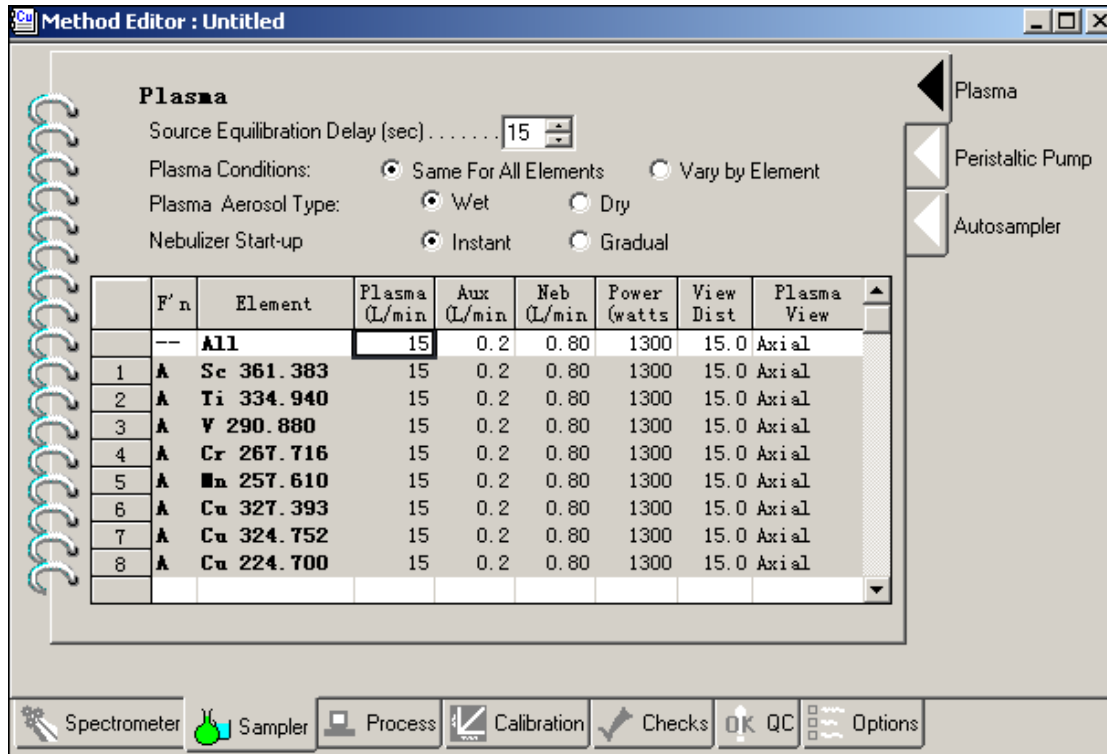 Method Editor : Untitled
Plasma
Source Equilibration Delay (sec) . . . . . . . 15
Plasma Conditions: Same For All Elements Vary by Element
Plasma Aerosol Type: Wet Dry
Nebulizer Start-up Instant Gradual
F'n Element Plasma (L/min Aux (L/min Neb (L/min Power (watts View Dist Plasma View
-- All 15 0.2 0.80 1300 15.0 Axial
1 A Sc 361.383 15 0.2 0.80 1300 15.0 Axial
2 A Ti 334.940 15 0.2 0.80 1300 15.0 Axial
3 A V 290.880 15 0.2 0.80 1300 15.0 Axial
4 A Cr 267.716 15 0.2 0.80 1300 15.0 Axial
5 A Mn 257.610 15 0.2 0.80 1300 15.0 Axial
6 A Cu 327.393 15 0.2 0.80 1300 15.0 Axial
7 A Cu 324.752 15 0.2 0.80 1300 15.0 Axial
8 A Cu 224.700 15 0.2 0.80 1300 15.0 Axial
Plasma
Peristaltic Pump
Autosampler
Spectrometer Sampler Process Calibration Checks OK QC Options